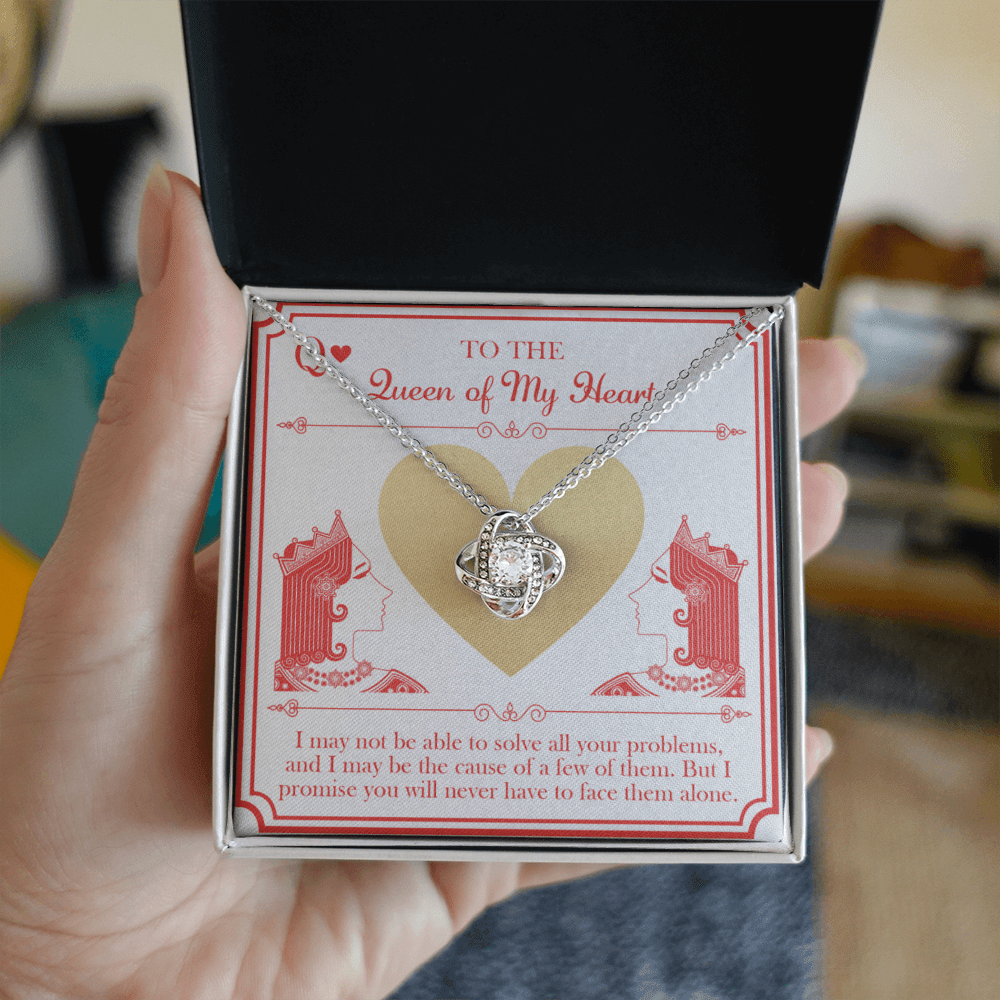 Q♥
TO THE
Queen of My Heart
I may not be able to solve all your problems,
and I may be the cause of a few of them. But I
promise you will never have to face them alone.